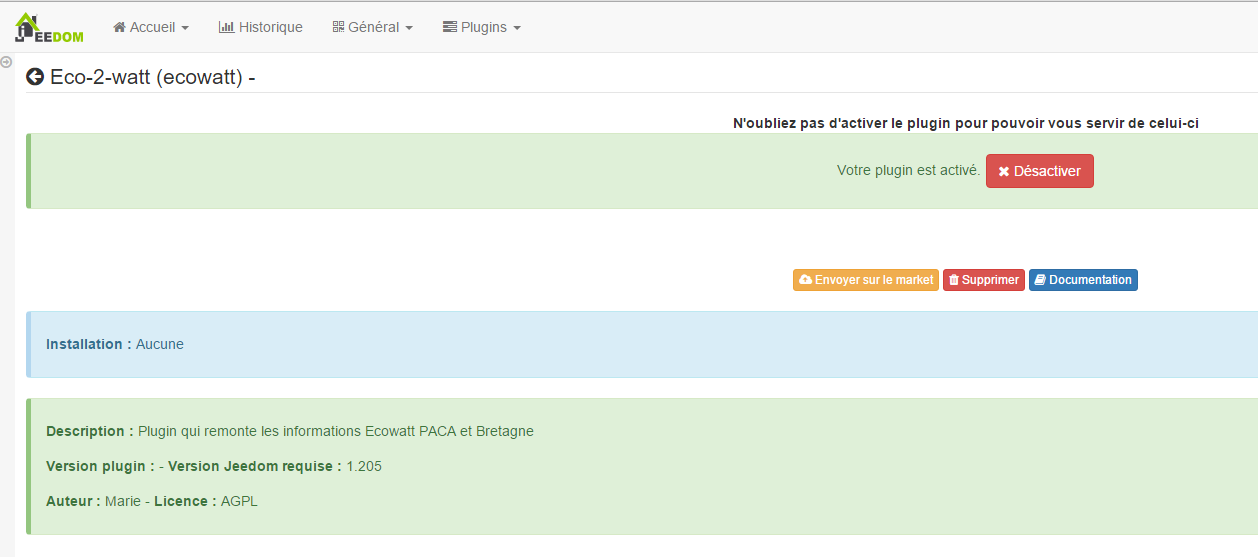 JEEDOM Accueil Historique Général Plugins
Eco-2-watt (ecowatt) -
N'oubliez pas d'activer le plugin pour pouvoir vous servir de celui-ci
Votre plugin est activé. Désactiver
Envoyer sur le market Supprimer Documentation
Installation : Aucune
Description : Plugin qui remonte les informations Ecowatt PACA et Bretagne
Version plugin : - Version Jeedom requise : 1.205
Auteur : Marie - Licence : AGPL